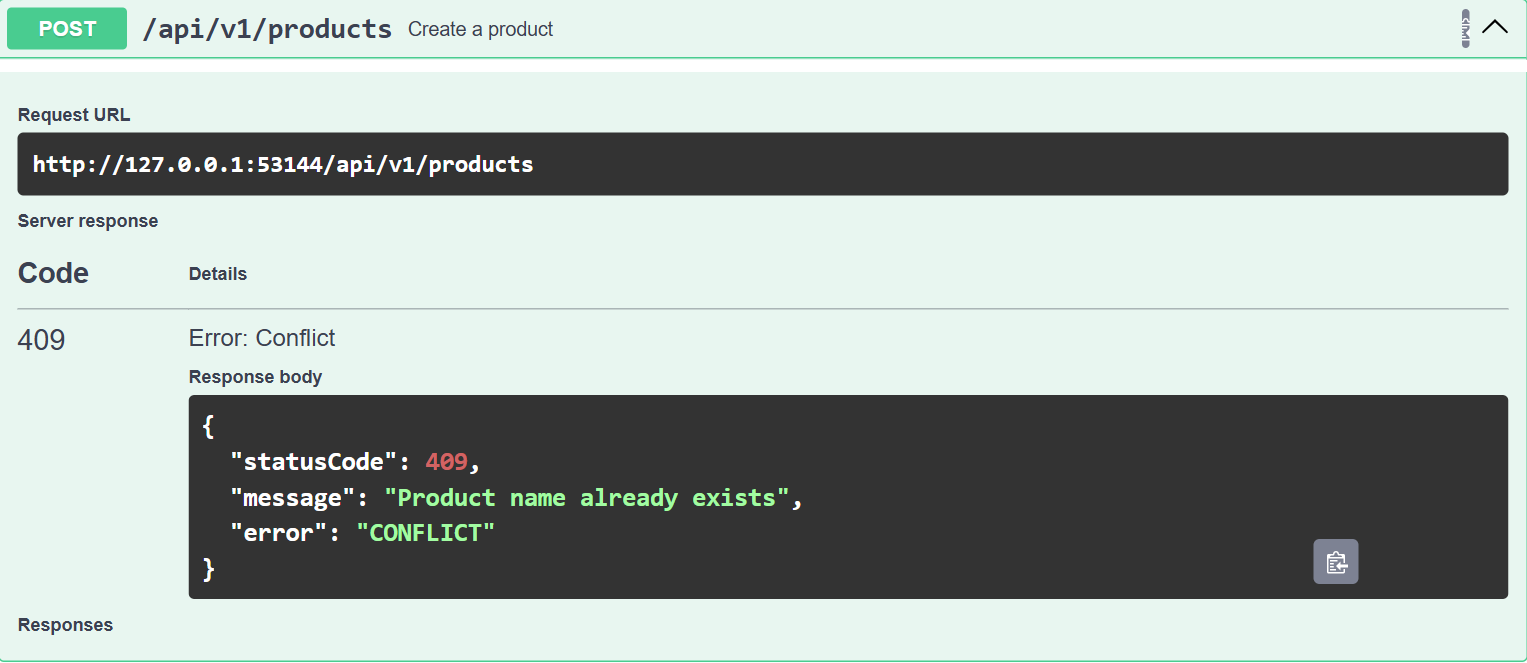 POST /api/v1/products Create a product
Request URL
http://127.0.0.1:53144/api/v1/products
Server response
Code Details
409 Error: Conflict
Response body
{
  "statusCode": 409,
  "message": "Product name already exists",
  "error": "CONFLICT"
}
Responses